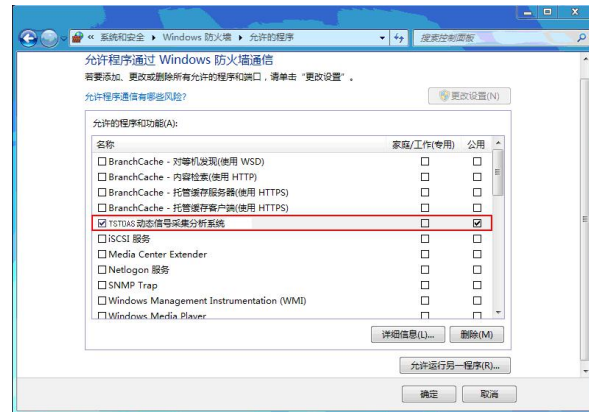 « 系统和安全 ▸ Windows 防火墙 ▸ 允许的程序
搜索控制面板
允许程序通过 Windows 防火墙通信
若要添加、更改或删除所有允许的程序和端口，请单击“更改设置”。
允许程序通信有哪些风险?
更改设置(N)
允许的程序和功能(A):
名称 家庭/工作(专用) 公用
BranchCache - 对等机发现(使用 WSD)
BranchCache - 内容检索(使用 HTTP)
BranchCache - 托管缓存服务器(使用 HTTPS)
BranchCache - 托管缓存客户端(使用 HTTPS)
TSTDAS 动态信号采集分析系统
iSCSI 服务
Media Center Extender
Netlogon 服务
SNMP Trap
Windows Management Instrumentation (WMI)
Windows Media Player
详细信息(L)... 删除(M)
允许运行另一程序(R)...
确定 取消